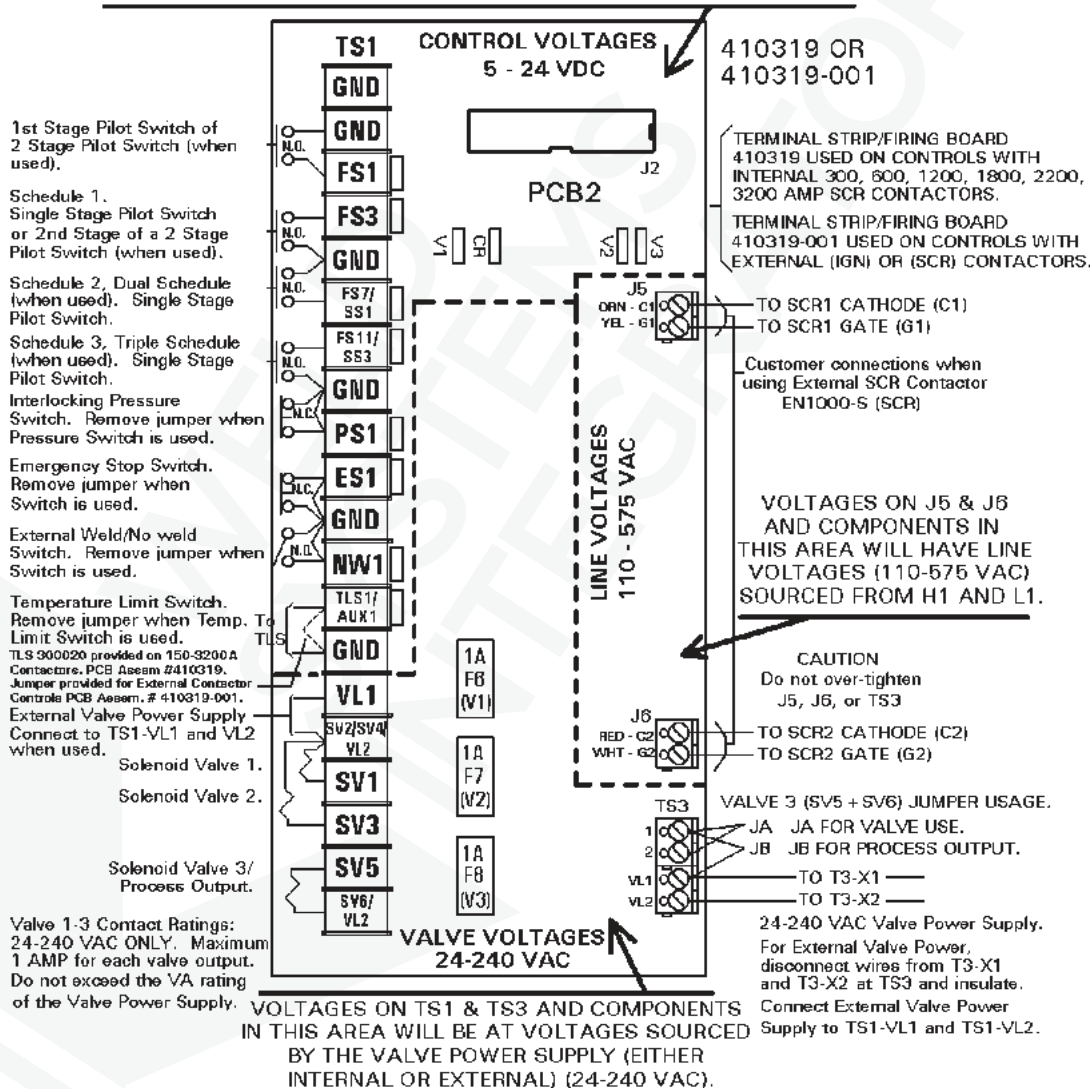 TS1
CONTROL VOLTAGES
5 - 24 VDC
410319 OR
410319-001
GND
GND
FS1
FS3
GND
FS7/
SS1
FS11/
SS3
GND
PS1
ES1
GND
NW1
TLS1/
AUX1
GND
VL1
SV2/SV4/
VL2
SV1
SV3
SV5
SV6/
VL2
1st Stage Pilot Switch of
2 Stage Pilot Switch (when
used).
N.O.
Schedule 1.
Single Stage Pilot Switch
or 2nd Stage of a 2 Stage
Pilot Switch (when used).
N.O.
Schedule 2, Dual Schedule
(when used). Single Stage
Pilot Switch.
N.O.
Schedule 3, Triple Schedule
(when used). Single Stage
Pilot Switch.
N.O.
Interlocking Pressure
Switch. Remove jumper when
Pressure Switch is used.
N.C.
Emergency Stop Switch.
Remove jumper when
Switch is used.
N.C.
External Weld/No weld
Switch. Remove jumper when
Switch is used.
N.O.
Temperature Limit Switch.
Remove jumper when Temp.
Limit Switch is used.
To
TLS
TLS 300020 provided on 150-3200A
Contactors. PCB Assem #410319.
Jumper provided for External Contactor
Controls PCB Assem. # 410319-001.
External Valve Power Supply
Connect to TS1-VL1 and VL2
when used.
Solenoid Valve 1.
Solenoid Valve 2.
Solenoid Valve 3/
Process Output.
Valve 1-3 Contact Ratings:
24-240 VAC ONLY. Maximum
1 AMP for each valve output.
Do not exceed the VA rating
of the Valve Power Supply.
J2
PCB2
V1
CR
V2
V3
TERMINAL STRIP/FIRING BOARD
410319 USED ON CONTROLS WITH
INTERNAL 300, 600, 1200, 1800, 2200,
3200 AMP SCR CONTACTORS.
TERMINAL STRIP/FIRING BOARD
410319-001 USED ON CONTROLS WITH
EXTERNAL (IGN) OR (SCR) CONTACTORS.
J5
ORN - C1
YEL - G1
TO SCR1 CATHODE (C1)
TO SCR1 GATE (G1)
Customer connections when
using External SCR Contactor
EN1000-S (SCR)
LINE VOLTAGES
110 - 575 VAC
VOLTAGES ON J5 & J6
AND COMPONENTS IN
THIS AREA WILL HAVE LINE
VOLTAGES (110-575 VAC)
SOURCED FROM H1 AND L1.
CAUTION
Do not over-tighten
J5, J6, or TS3
1A
F6
(V1)
1A
F7
(V2)
1A
F8
(V3)
J6
RED - C2
WHT - G2
TO SCR2 CATHODE (C2)
TO SCR2 GATE (G2)
TS3
1
2
VL1
VL2
VALVE 3 (SV5 + SV6) JUMPER USAGE.
JA JA FOR VALVE USE.
JB JB FOR PROCESS OUTPUT.
TO T3-X1
TO T3-X2
24-240 VAC Valve Power Supply.
For External Valve Power,
disconnect wires from T3-X1
and T3-X2 at TS3 and insulate.
Connect External Valve Power
Supply to TS1-VL1 and TS1-VL2.
VALVE VOLTAGES
24-240 VAC
VOLTAGES ON TS1 & TS3 AND COMPONENTS
IN THIS AREA WILL BE AT VOLTAGES SOURCED
BY THE VALVE POWER SUPPLY (EITHER
INTERNAL OR EXTERNAL) (24-240 VAC).